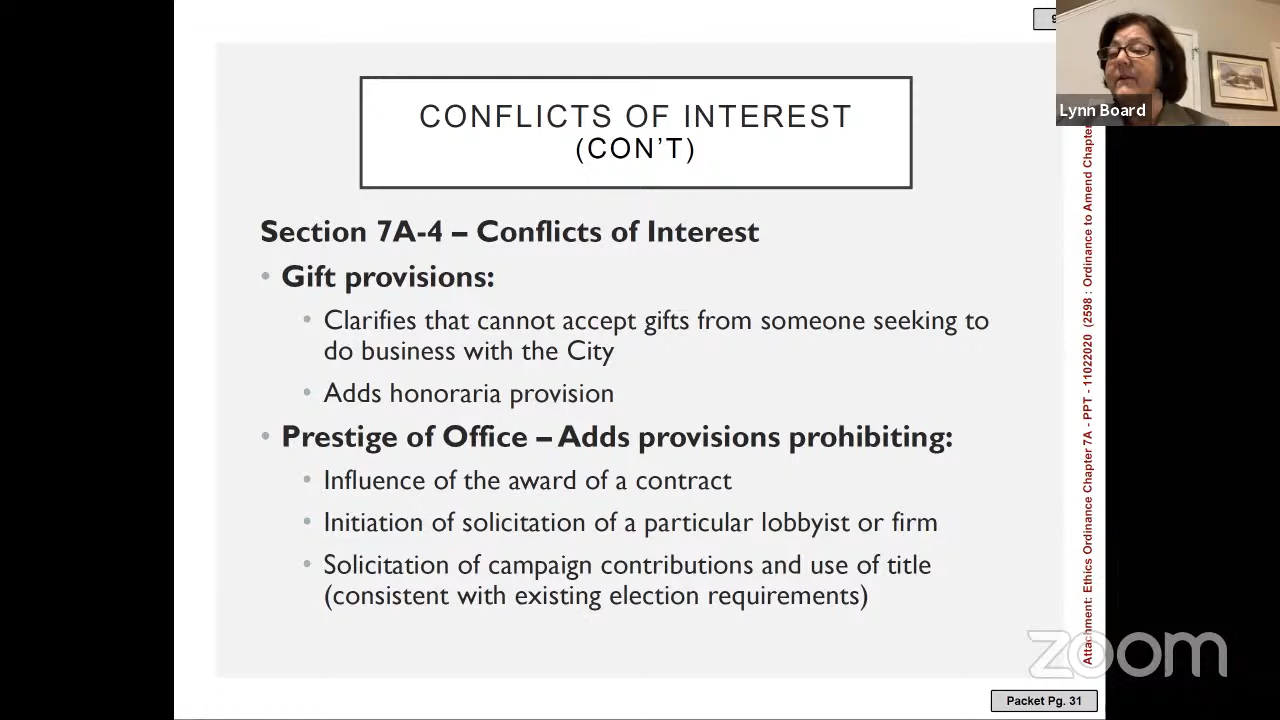 9
Lynn Board
CONFLICTS OF INTEREST
(CON'T)
Section 7A-4 – Conflicts of Interest
• Gift provisions:
• Clarifies that cannot accept gifts from someone seeking to
do business with the City
• Adds honoraria provision
• Prestige of Office – Adds provisions prohibiting:
• Influence of the award of a contract
• Initiation of solicitation of a particular lobbyist or firm
• Solicitation of campaign contributions and use of title
(consistent with existing election requirements)
Attachment: Ethics Ordinance Chapter 7A - PPT - 11022020 (2598 : Ordinance to Amend Chapter
zoom
Packet Pg. 31